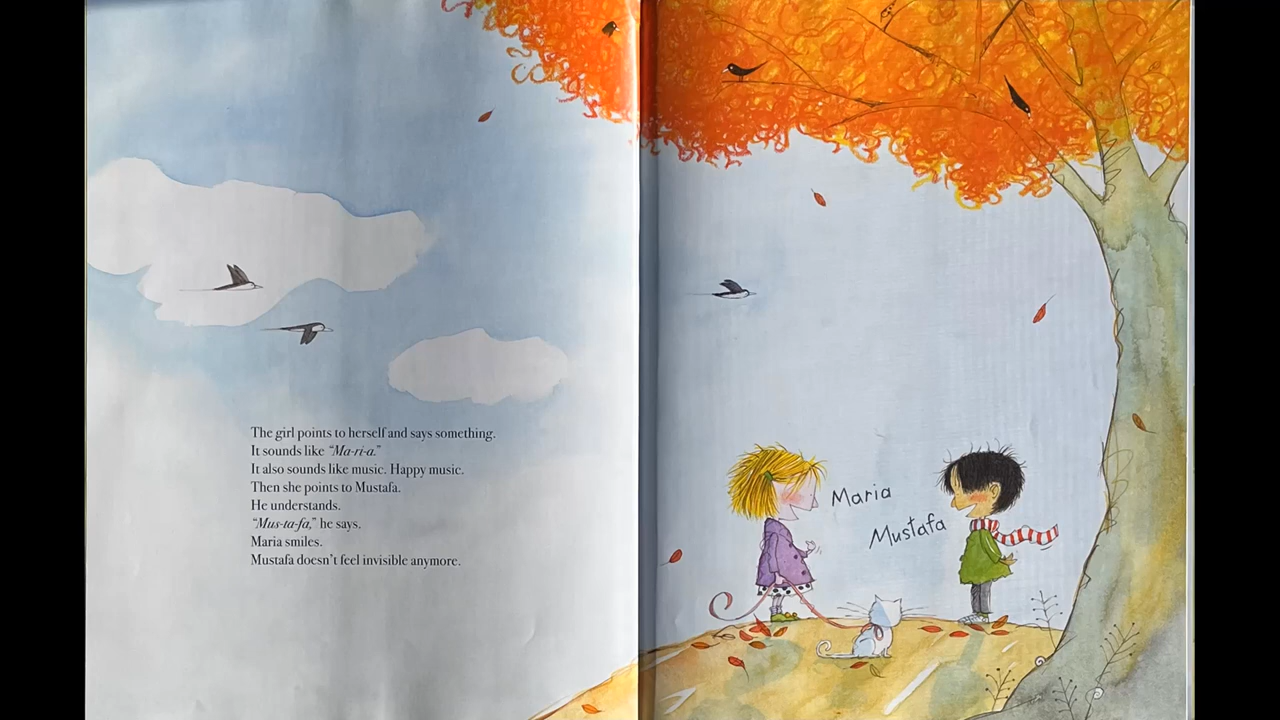 The girl points to herself and says something.
It sounds like “Ma-ri-a.”
It also sounds like music. Happy music.
Then she points to Mustafa.
He understands.
“Mus-ta-fa,” he says.
Maria smiles.
Mustafa doesn’t feel invisible anymore.
Maria
Mustafa